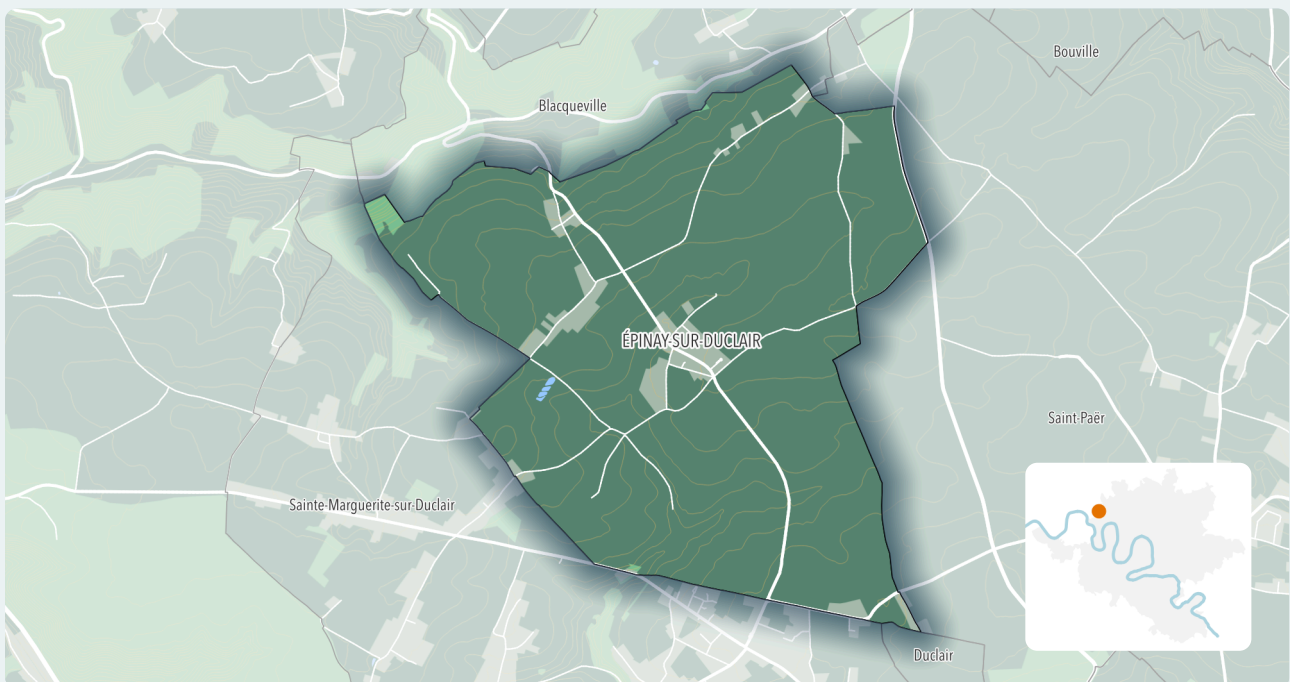 Bouville
Blacqueville
ÉPINAY-SUR-DUCLAIR
Saint-Paër
Sainte-Marguerite-sur-Duclair
Duclair